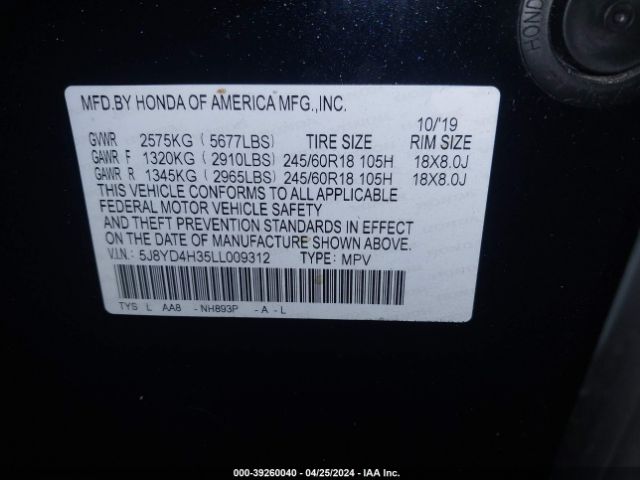 HONDA
MFD.BY HONDA OF AMERICA MFG.,INC.
10/'19
GVWR 2575KG ( 5677LBS) TIRE SIZE RIM SIZE
GAWR F 1320KG ( 2910LBS) 245/60R18 105H 18X8.0J
GAWR R 1345KG ( 2965LBS) 245/60R18 105H 18X8.0J
THIS VEHICLE CONFORMS TO ALL APPLICABLE
FEDERAL MOTOR VEHICLE SAFETY
AND THEFT PREVENTION STANDARDS IN EFFECT
ON THE DATE OF MANUFACTURE SHOWN ABOVE.
V.I.N.: 5J8YD4H35LL009312 TYPE: MPV
TYS L AA8 - NH893P - A - L
000-39260040 - 04/25/2024 - IAA Inc.